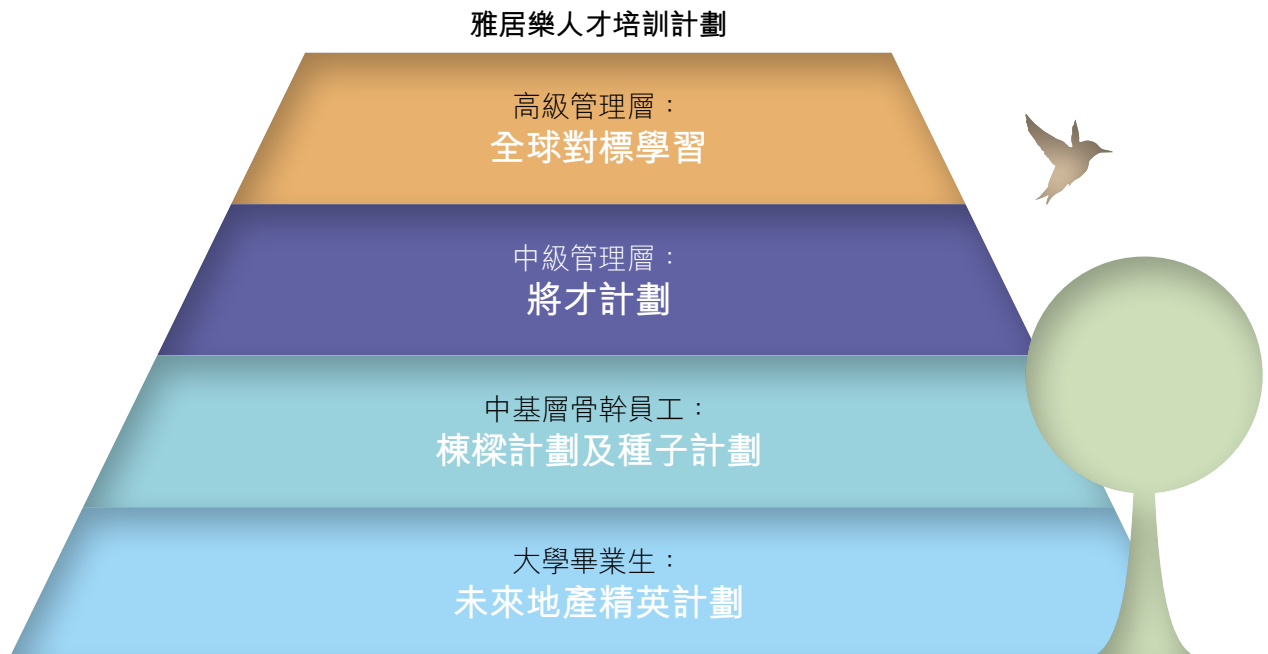 雅居樂人才培訓計劃
高級管理層：
全球對標學習
中級管理層：
將才計劃
中基層骨幹員工：
棟樑計劃及種子計劃
大學畢業生：
未來地產精英計劃